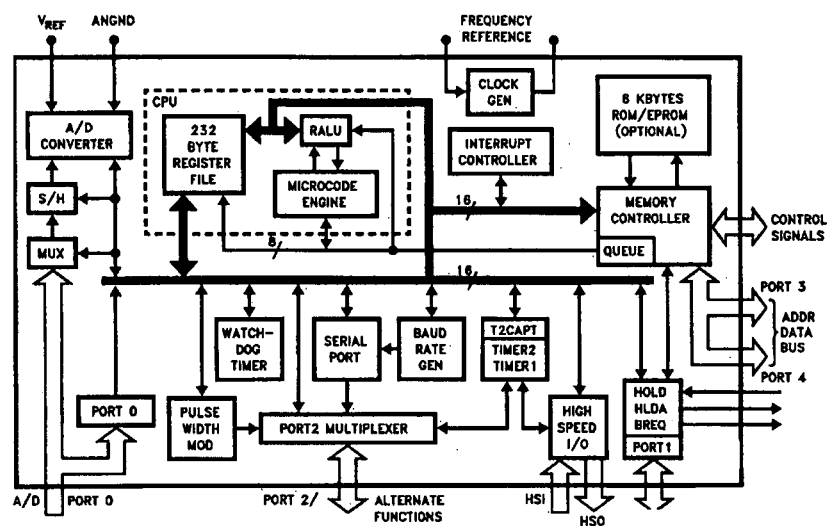 VREF
ANGND
FREQUENCY
REFERENCE
CPU
CLOCK
GEN
8 KBYTES
ROM/EPROM
(OPTIONAL)
A/D
CONVERTER
232
BYTE
REGISTER
FILE
RALU
INTERRUPT
CONTROLLER
MICROCODE
ENGINE
S/H
MUX
16
MEMORY
CONTROLLER
QUEUE
CONTROL
SIGNALS
8
16
PORT 3
ADDR
DATA
BUS
PORT 4
WATCH-
DOG
TIMER
SERIAL
PORT
BAUD
RATE
GEN
T2CAPT
TIMER2
TIMER1
PORT 0
PULSE
WIDTH
MOD
PORT2 MULTIPLEXER
HIGH
SPEED
I/O
HOLD
HLDA
BREQ
PORT1
A/D
PORT 0
PORT 2/
ALTERNATE
FUNCTIONS
HSI
HSO